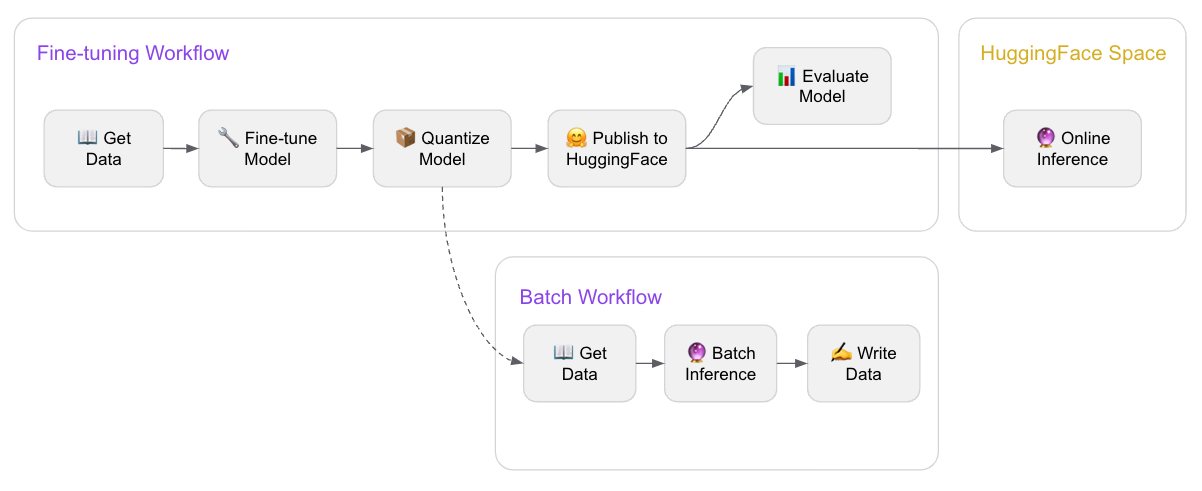 Fine-tuning Workflow
📖 Get
Data
🔧 Fine-tune
Model
📦 Quantize
Model
🤗 Publish to
HuggingFace
📊 Evaluate
Model
HuggingFace Space
🔮 Online
Inference
Batch Workflow
📖 Get
Data
🔮 Batch
Inference
✍️ Write
Data